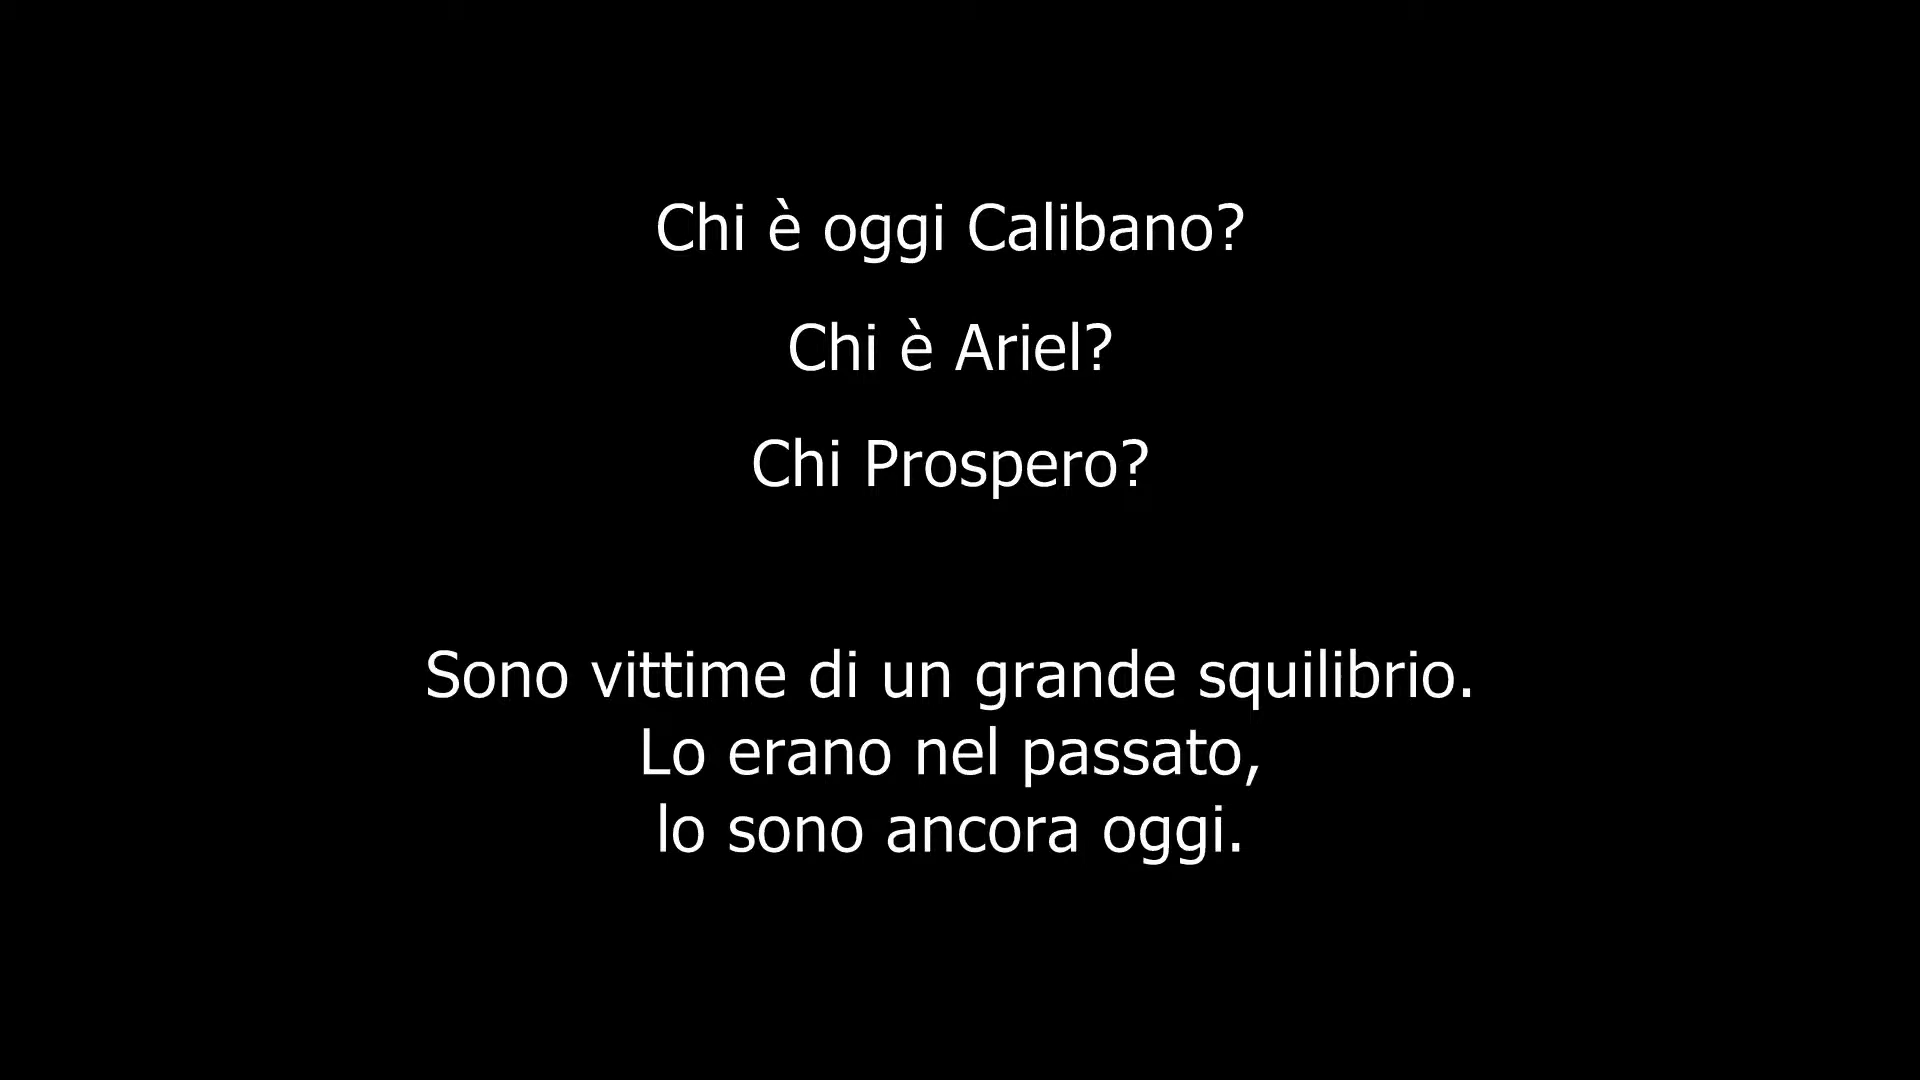 Chi è oggi Calibano?
Chi è Ariel?
Chi Prospero?
Sono vittime di un grande squilibrio.
Lo erano nel passato,
lo sono ancora oggi.